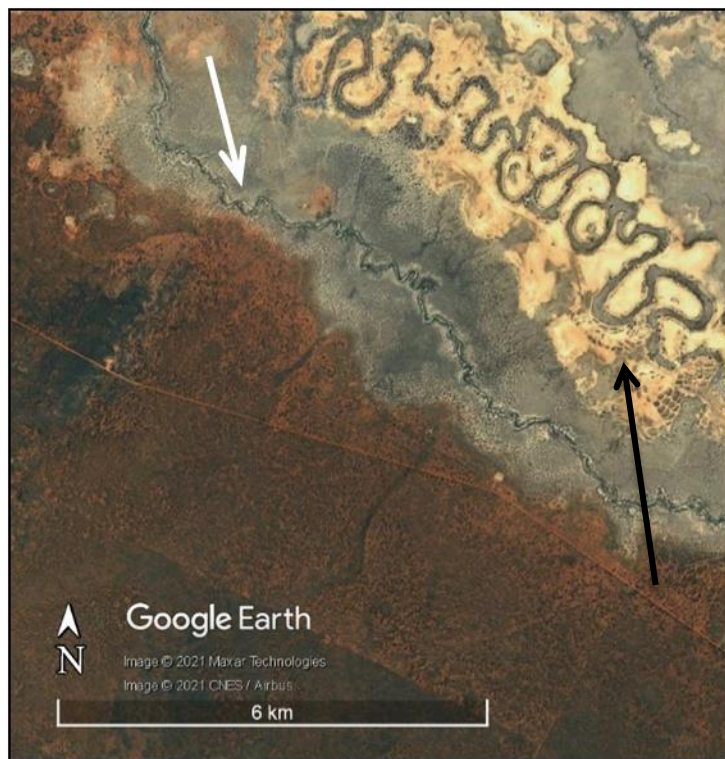 Google Earth
N
Image © 2021 Maxar Technologies
Image © 2021 CNES / Airbus
6 km